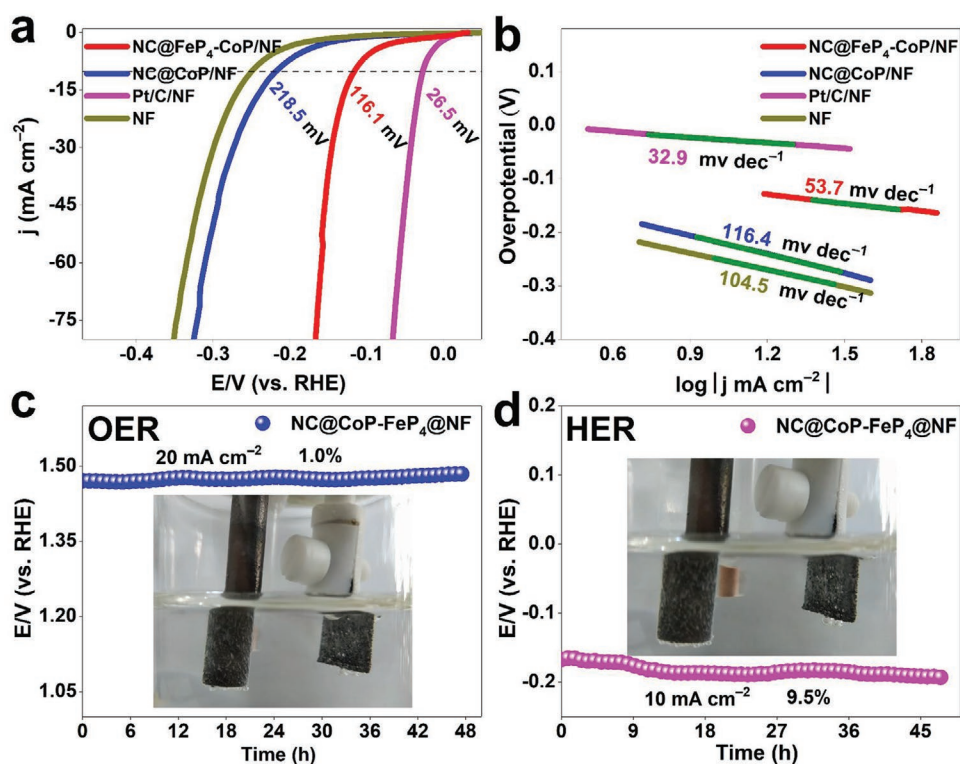 a
0
-15
-30
-45
-60
-75
j (mA cm⁻²)
-0.4
-0.3
-0.2
-0.1
0.0
E/V (vs. RHE)
NC@FeP₄-CoP/NF
NC@CoP/NF
Pt/C/NF
NF
218.5 mV
116.1 mV
26.5 mV
b
0.1
0.0
-0.1
-0.2
-0.3
-0.4
Overpotential (V)
0.6
0.9
1.2
1.5
1.8
log |j mA cm⁻²|
NC@FeP₄-CoP/NF
NC@CoP/NF
Pt/C/NF
NF
32.9 mv dec⁻¹
53.7 mv dec⁻¹
116.4 mv dec⁻¹
104.5 mv dec⁻¹
c
OER
NC@CoP-FeP₄@NF
20 mA cm⁻² 1.0%
1.50
1.35
1.20
1.05
E/V (vs. RHE)
0 6 12 18 24 30 36 42 48
Time (h)
d
HER
NC@CoP-FeP₄@NF
0.2
0.1
0.0
-0.1
-0.2
E/V (vs. RHE)
10 mA cm⁻² 9.5%
0 9 18 27 36 45
Time (h)